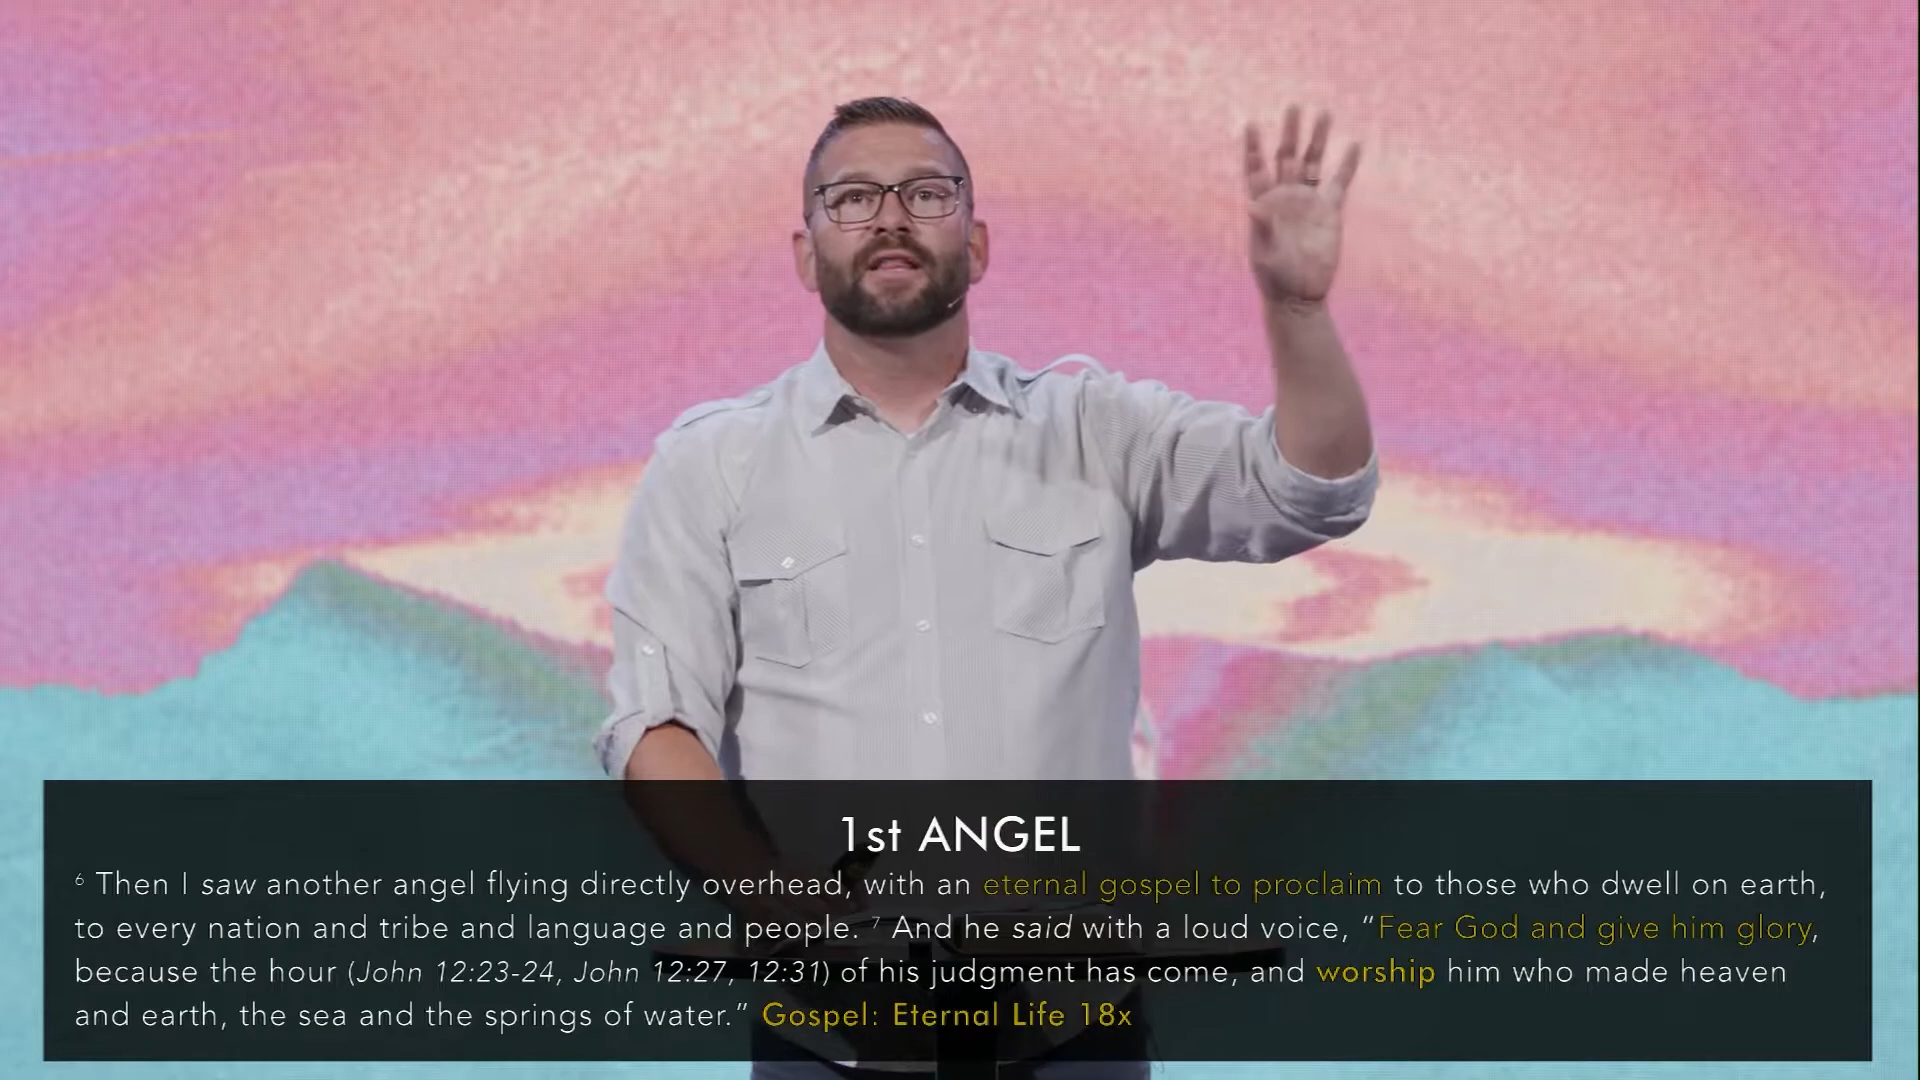 1st ANGEL
⁶ Then I saw another angel flying directly overhead, with an eternal gospel to proclaim to those who dwell on earth,
to every nation and tribe and language and people. ⁷ And he said with a loud voice, “Fear God and give him glory,
because the hour (John 12:23-24, John 12:27, 12:31) of his judgment has come, and worship him who made heaven
and earth, the sea and the springs of water.” Gospel: Eternal Life 18x